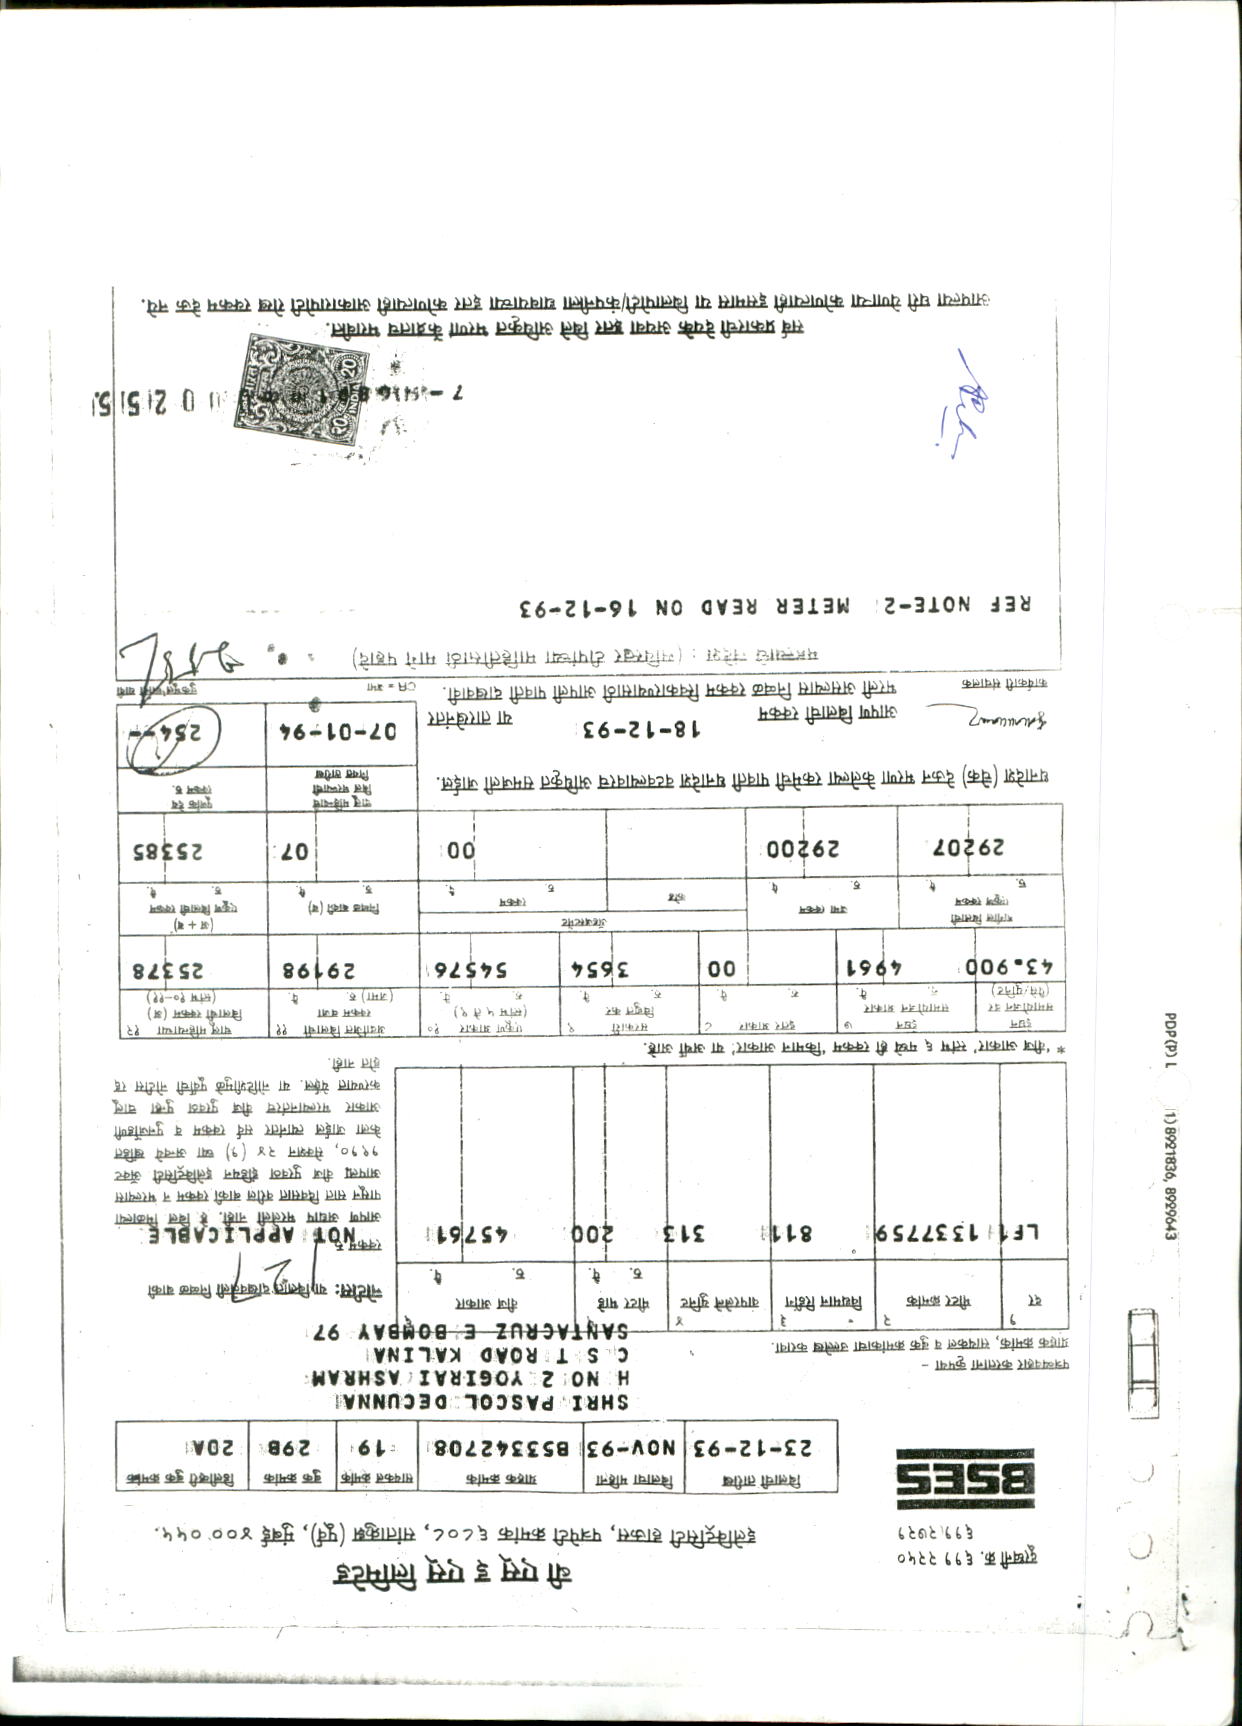 बी एस् इ एस् लिमिटेड
दूरध्वनी क्र. ६११ २२५०
६११ २७२१
इलेक्ट्रिसिटी हाऊस, पत्रपेटी क्रमांक ६८०८, सांताक्रुझ (पूर्व), मुंबई ४०० ०५५.
BSES
बिलाची तारीख बिलाचा महिना ग्राहक क्रमांक सायकल क्रमांक बुक क्रमांक डिलीव्हरी बुक क्रमांक
23-12-93 NOV-93 B53342708 19 29B 20A
SHRI PASCOL DECUNNA
H NO 2 YOGIRAI ASHRAM
C S T ROAD KALINA
SANTACRUZ E BOMBAY 97
पत्रव्यवहार करताना कृपया –
ग्राहक क्रमांक, सायकल व बुक क्रमांकाचा उल्लेख करावा.
१ २ ३ ४ ५ ६
दर मीटर क्रमांक विद्यमान रिडींग वापरलेले युनिट मीटर भाडे वीज आकार
रु. पै. रु. पै.
LF1 1337759 811 313 200 45761
नोटीस: या बिलात दाखवलेली निव्वळ बाकी
127
रक्कम रु.
NOT APPLICABLE
आपण अद्याप भरलेली नाही. हे बिल मिळाल्या
पासून सात दिवसात वरील बाकी रक्कम न भरल्यास
आपला वीज पुरवठा इंडियन इलेक्ट्रिसिटी ॲक्ट
१९१०, सेक्शन २४ (१) च्या अन्वये खंडित
केला जाईल त्यानंतर सर्व रक्कम व पुनर्जोडणी
आकार भरल्यानतंरच वीज पुरवठा पुन्हा चालू
करण्यात येईल. या नोटिशीमुळे पूर्वीची नोटीस रद्द
होत नाही.
* 'वीज आकार' स्तंभ ६ मध्ये ही रक्कम 'किमान आकार' या अर्थी आहे.
इंधन इंधन ७ इतर आकार ८ सरकारी ९ एकूण आकार १० अंदाजित बिलाची ११ चालू महिन्याच्या १२
समायोजन दर समायोजन आकार विद्युत कर (स्तंभ ५ ते ९) रक्कम वजा बिलाची रक्कम (अ)
(पैसे/युनिट) रु. पै. रु. पै. रु. पै. रु. पै. (जमा) रु. पै. (स्तंभ १०-११)
43.900 4961 00 3654 54576 29198 25378
मागील बिलाची जमा रक्कम ॲडजस्टमेंट निव्वळ बाकी (ब) (अ + ब)
एकूण रक्कम कोड रक्कम एकूण बिलाची रक्कम
रु. पै. रु. पै. रु. पै. रु. पै. रु. पै.
29207 29200 00 07 25385
धनादेश (चेक) देऊन भरणा केलेल्या रकमेची पावती धनादेश वटवल्यावरच अधिकृत समजली जाईल.
चालू महिन्याचे
बिल भरण्याची
नियत तारीख
पूर्णांक देय
रक्कम रु.
07-01-94 254--
आपण बिलाची रक्कम 18-12-93 या तारखेनंतर
भरली असल्यास निव्वळ रक्कम स्विकारण्यासाठी आपली पावती दाखवावी.
कार्यकारी संचालक
CR = जमा
महत्त्वाचे संदेश : (सविस्तर टीपांच्या माहितीसाठी मागे पहादे)
REF NOTE-2 METER READ ON 16-12-93
INDIA
20
सर्व प्रकारची देयके अथवा इतर बिले अधिकृत भरणा केंद्रातच भरावीत.
आपल्या घरी येणाऱ्या कोणत्याही इसमास या बिलापोटी/कंपनीला द्यावयाच्या इतर कोणत्याही आकारापोटी रोख रक्कम देऊ नये.
PDP(P) L 1) 8921836, 8929643